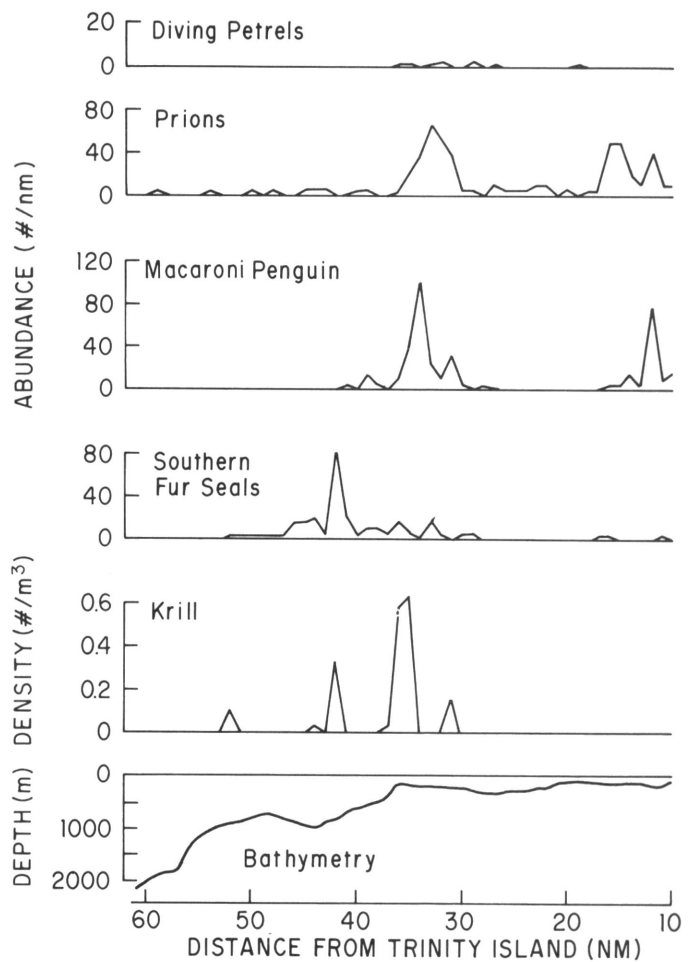 20
0
Diving Petrels
80
40
0
Prions
120
80
40
0
Macaroni Penguin
80
40
0
Southern
Fur Seals
0.6
0.4
0.2
0
Krill
0
1000
2000
Bathymetry
ABUNDANCE (#/nm)
DENSITY (#/m³)
DEPTH (m)
60 50 40 30 20 10
DISTANCE FROM TRINITY ISLAND (NM)